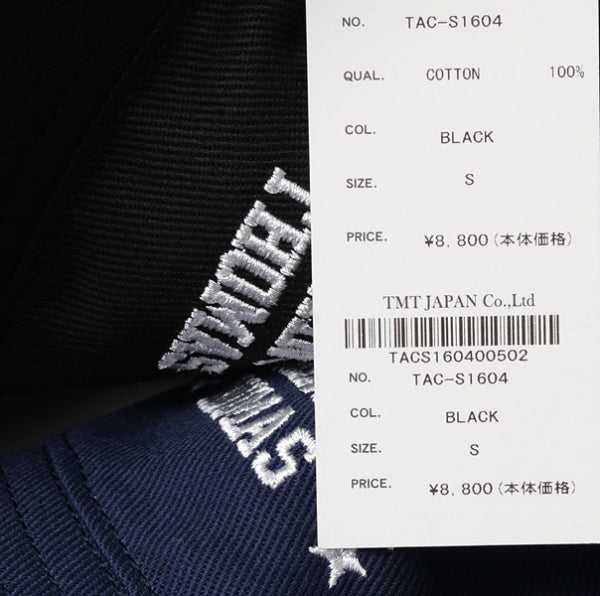 NO. TAC-S1604
QUAL. COTTON 100%
COL. BLACK
SIZE. S
PRICE. ¥8,800(本体価格)
TMT JAPAN Co.,Ltd
TACS160400502
NO. TAC-S1604
COL. BLACK
SIZE. S
PRICE. ¥8,800(本体価格)
THOMAS